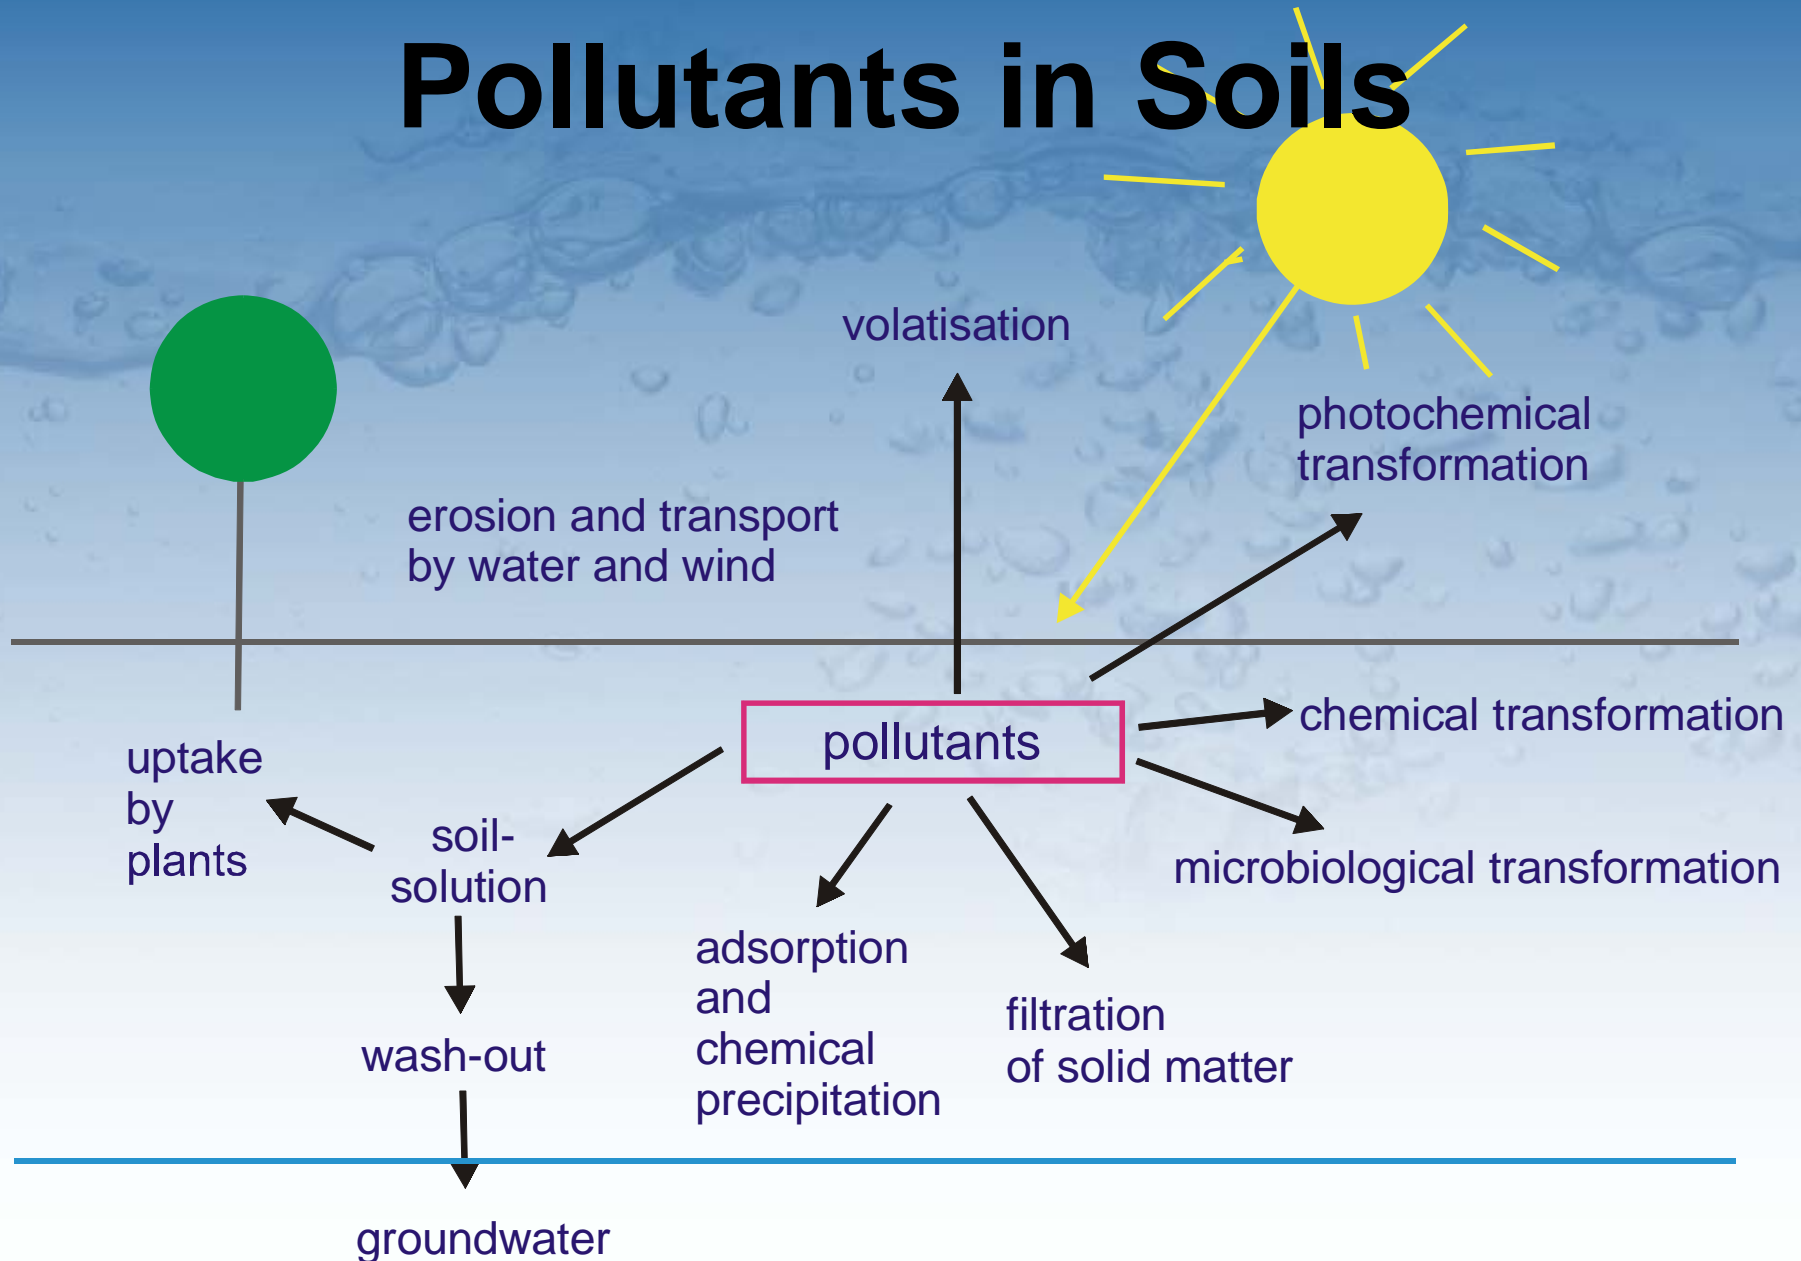 Pollutants in Soils
volatisation
photochemical
transformation
erosion and transport
by water and wind
pollutants
chemical transformation
uptake
by
plants
soil-
solution
microbiological transformation
adsorption
and
chemical
precipitation
filtration
of solid matter
wash-out
groundwater